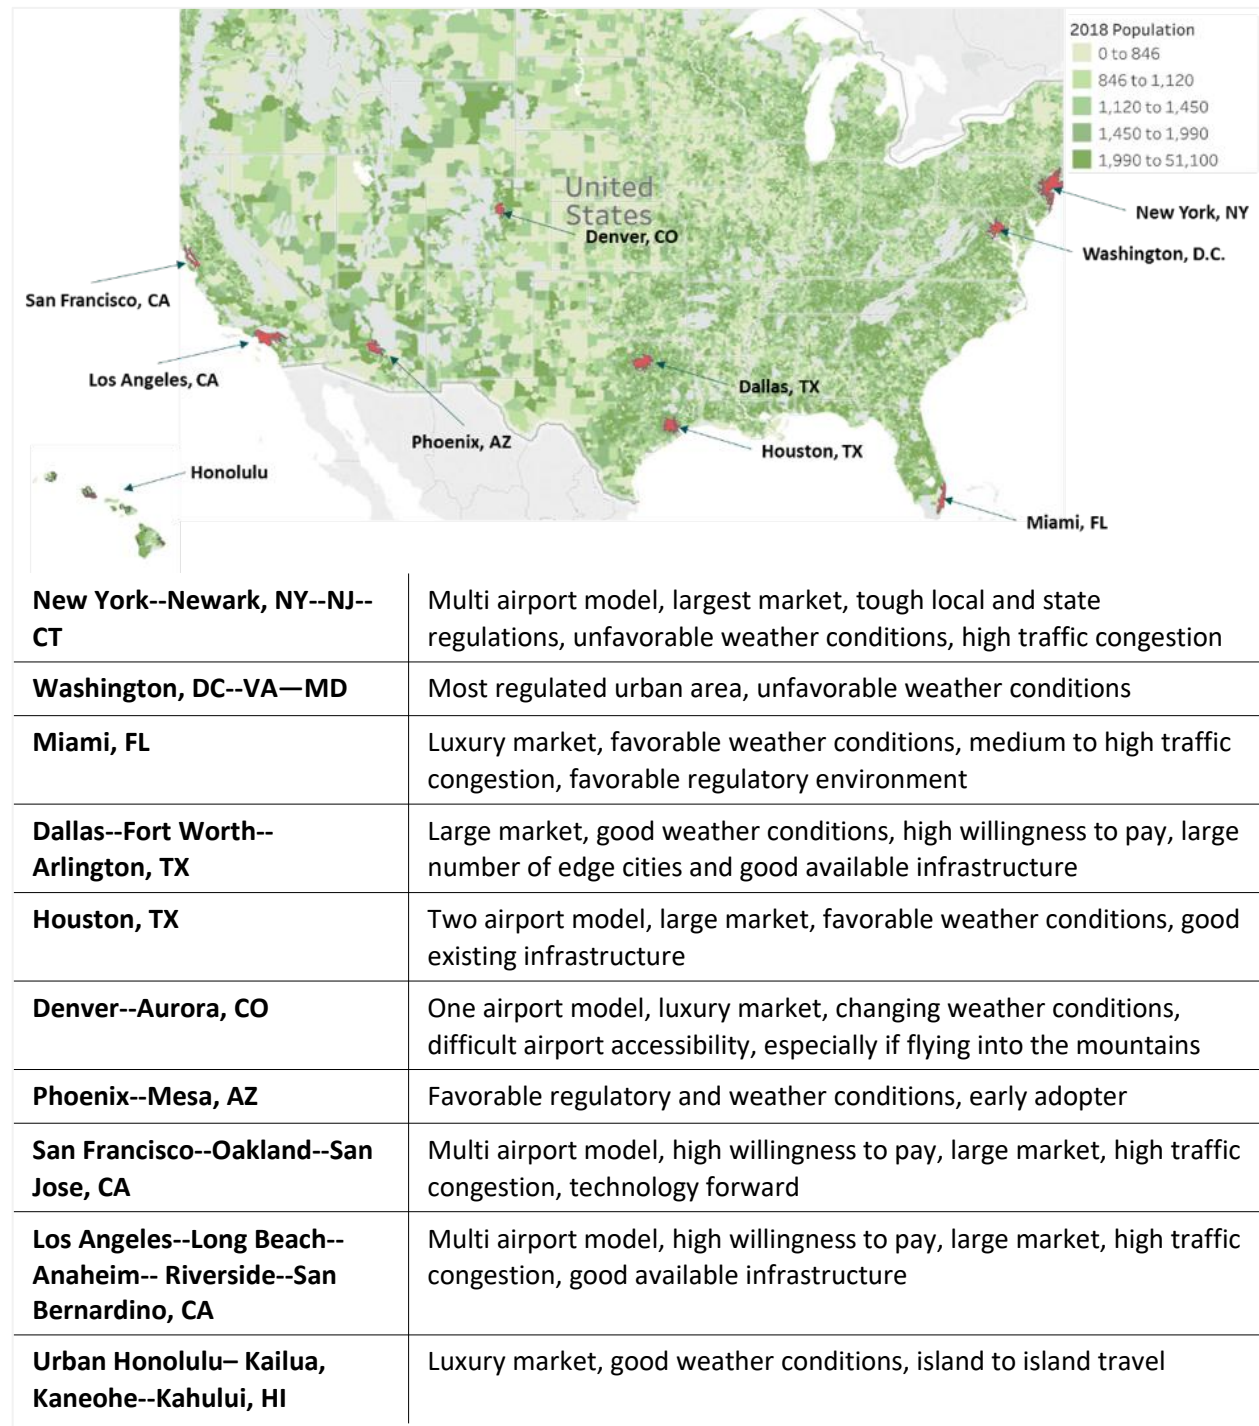 2018 Population
0 to 846
846 to 1,120
1,120 to 1,450
1,450 to 1,990
1,990 to 51,100
United
States
Denver, CO
New York, NY
Washington, D.C.
San Francisco, CA
Los Angeles, CA
Phoenix, AZ
Dallas, TX
Houston, TX
Honolulu
Miami, FL
New York--Newark, NY--NJ--
CT
Multi airport model, largest market, tough local and state
regulations, unfavorable weather conditions, high traffic congestion
Washington, DC--VA—MD
Most regulated urban area, unfavorable weather conditions
Miami, FL
Luxury market, favorable weather conditions, medium to high traffic
congestion, favorable regulatory environment
Dallas--Fort Worth--
Arlington, TX
Large market, good weather conditions, high willingness to pay, large
number of edge cities and good available infrastructure
Houston, TX
Two airport model, large market, favorable weather conditions, good
existing infrastructure
Denver--Aurora, CO
One airport model, luxury market, changing weather conditions,
difficult airport accessibility, especially if flying into the mountains
Phoenix--Mesa, AZ
Favorable regulatory and weather conditions, early adopter
San Francisco--Oakland--San
Jose, CA
Multi airport model, high willingness to pay, large market, high traffic
congestion, technology forward
Los Angeles--Long Beach--
Anaheim-- Riverside--San
Bernardino, CA
Multi airport model, high willingness to pay, large market, high traffic
congestion, good available infrastructure
Urban Honolulu– Kailua,
Kaneohe--Kahului, HI
Luxury market, good weather conditions, island to island travel